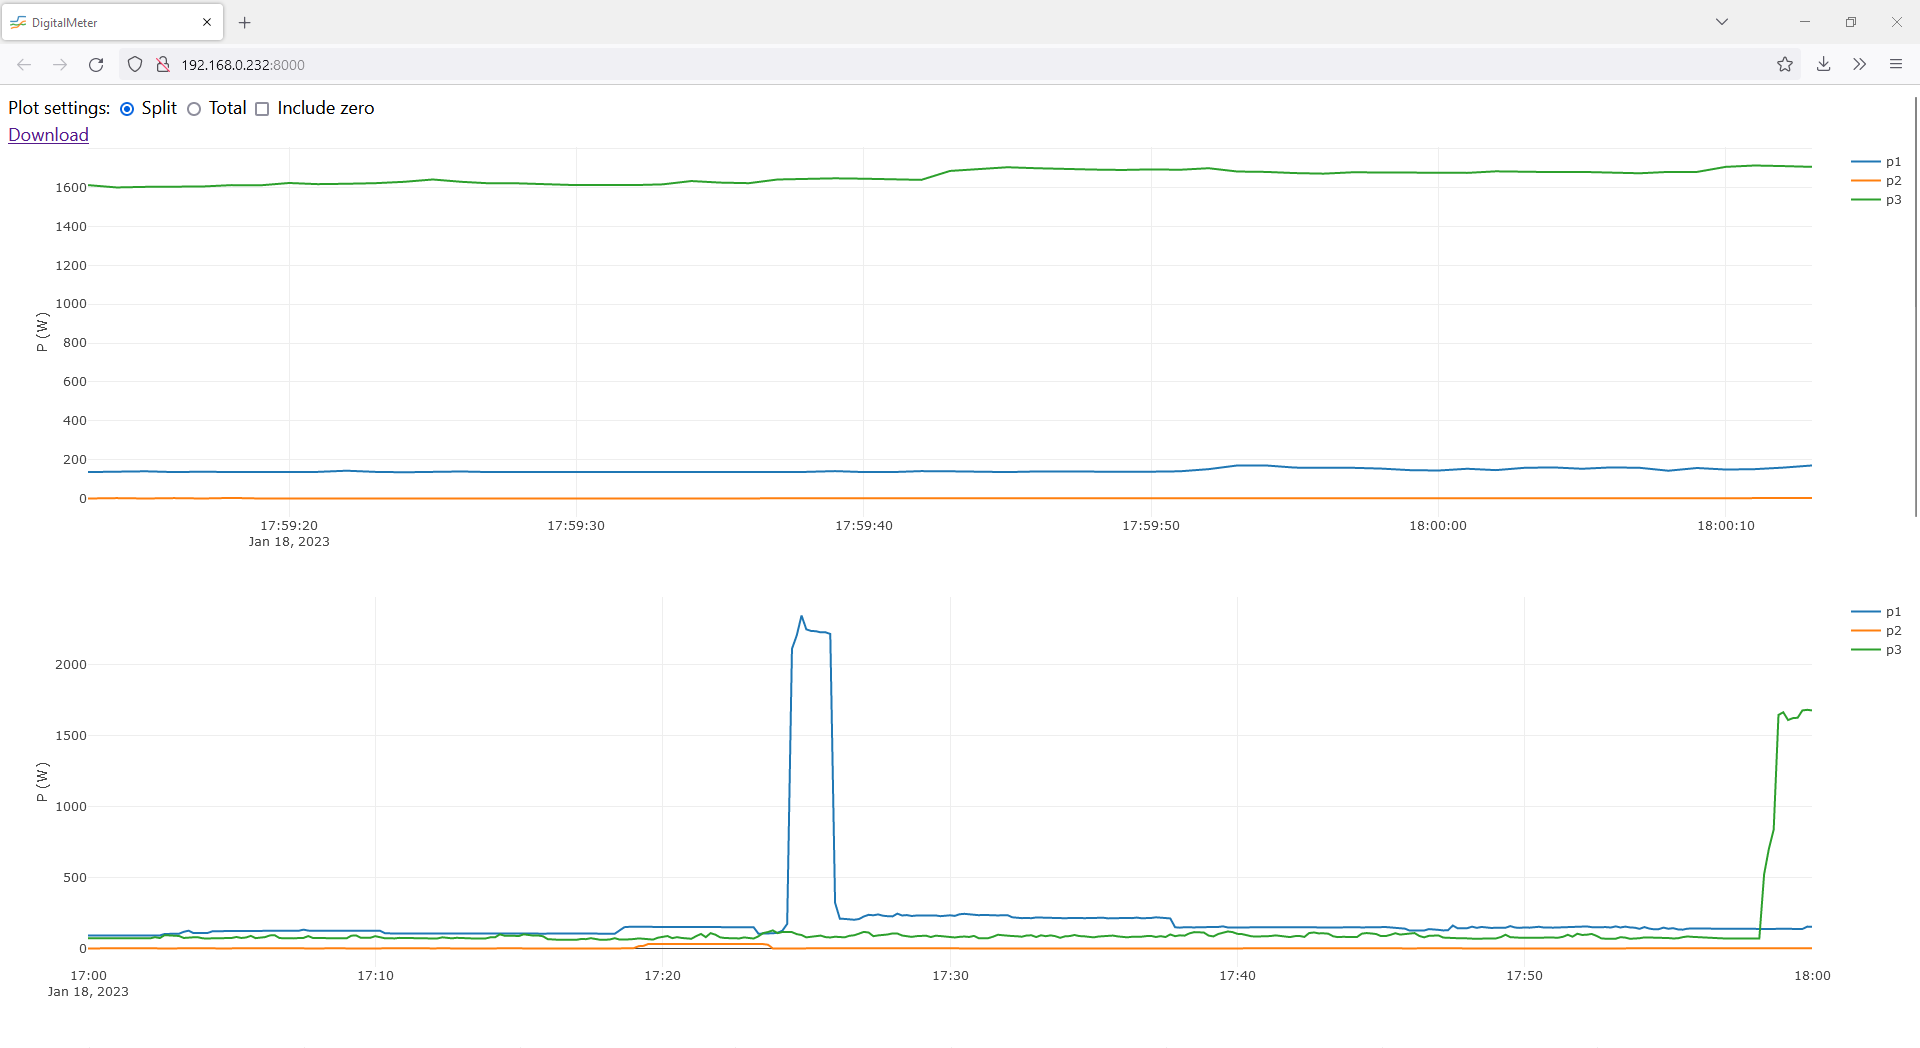 DigitalMeter
192.168.0.232:8000
Plot settings: Split Total Include zero
Download
p1
p2
p3
1600
1400
1200
1000
800
600
400
200
0
P (W)
17:59:20 17:59:30 17:59:40 17:59:50 18:00:00 18:00:10
Jan 18, 2023
p1
p2
p3
2000
1500
1000
500
0
P (W)
17:00 17:10 17:20 17:30 17:40 17:50 18:00
Jan 18, 2023